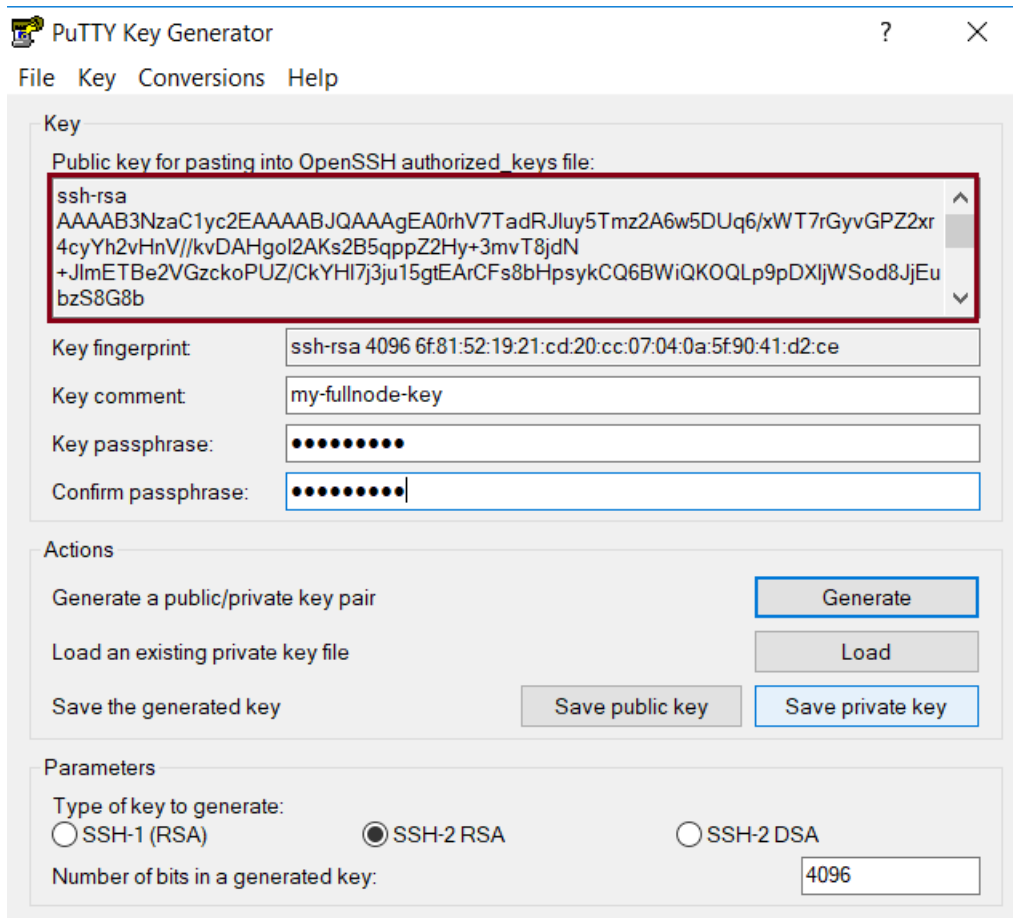 PuTTY Key Generator ? ×
File Key Conversions Help
Key
Public key for pasting into OpenSSH authorized_keys file:
ssh-rsa
AAAAB3NzaC1yc2EAAAABJQAAAgEA0rhV7TadRJluy5Tmz2A6w5DUq6/xWT7rGyvGPZ2xr
4cyYh2vHnV//kvDAHgol2AKs2B5qppZ2Hy+3mvT8jdN
+JlmETBe2VGzckoPUZ/CkYHI7j3ju15gtEArCFs8bHpsykCQ6BWiQKOQLp9pDXljWSod8JjEu
bzS8G8b
Key fingerprint: ssh-rsa 4096 6f:81:52:19:21:cd:20:cc:07:04:0a:5f:90:41:d2:ce
Key comment: my-fullnode-key
Key passphrase: ●●●●●●●●●
Confirm passphrase: ●●●●●●●●●
Actions
Generate a public/private key pair Generate
Load an existing private key file Load
Save the generated key Save public key Save private key
Parameters
Type of key to generate:
SSH-1 (RSA) SSH-2 RSA SSH-2 DSA
Number of bits in a generated key: 4096